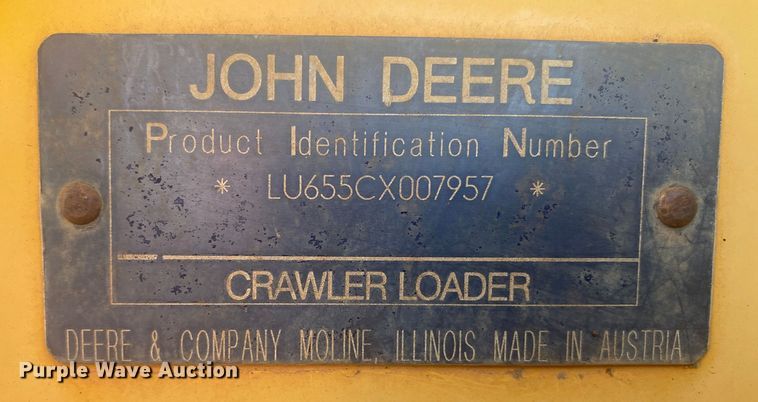 JOHN DEERE
Product Identification Number
* LU655CX007957 *
CRAWLER LOADER
DEERE & COMPANY MOLINE, ILLINOIS MADE IN AUSTRIA
Purple Wave Auction